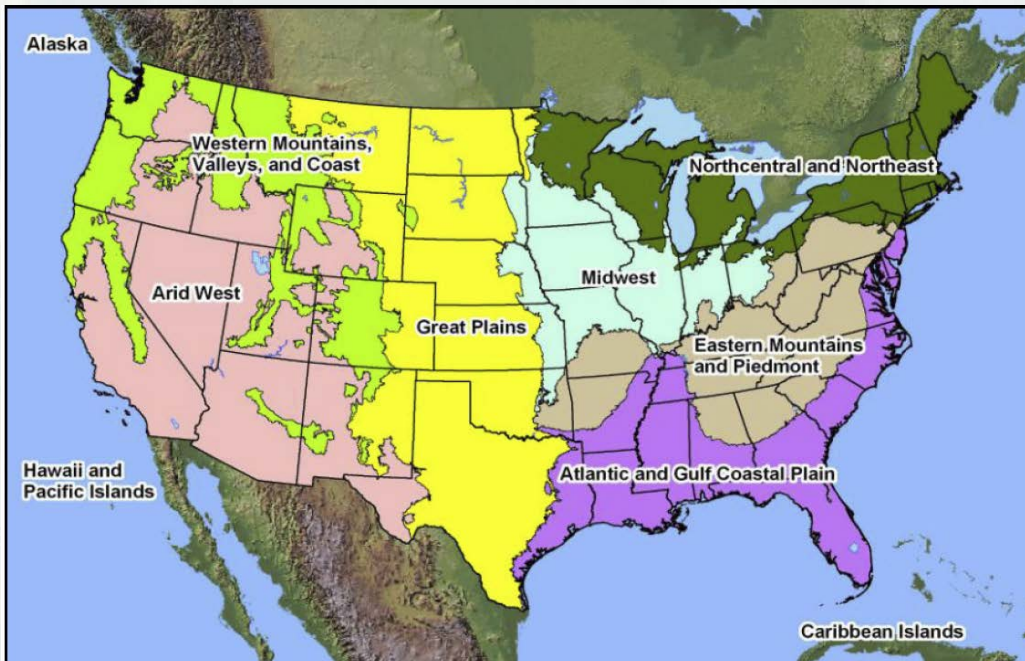 Alaska
Western Mountains,
Valleys, and Coast
Northcentral and Northeast
Arid West
Midwest
Great Plains
Eastern Mountains
and Piedmont
Hawaii and
Pacific Islands
Atlantic and Gulf Coastal Plain
Caribbean Islands